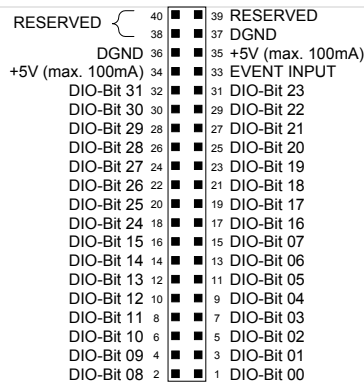 RESERVED 40 39 RESERVED
38 37 DGND
DGND 36 35 +5V (max. 100mA)
+5V (max. 100mA) 34 33 EVENT INPUT
DIO-Bit 31 32 31 DIO-Bit 23
DIO-Bit 30 30 29 DIO-Bit 22
DIO-Bit 29 28 27 DIO-Bit 21
DIO-Bit 28 26 25 DIO-Bit 20
DIO-Bit 27 24 23 DIO-Bit 19
DIO-Bit 26 22 21 DIO-Bit 18
DIO-Bit 25 20 19 DIO-Bit 17
DIO-Bit 24 18 17 DIO-Bit 16
DIO-Bit 15 16 15 DIO-Bit 07
DIO-Bit 14 14 13 DIO-Bit 06
DIO-Bit 13 12 11 DIO-Bit 05
DIO-Bit 12 10 9 DIO-Bit 04
DIO-Bit 11 8 7 DIO-Bit 03
DIO-Bit 10 6 5 DIO-Bit 02
DIO-Bit 09 4 3 DIO-Bit 01
DIO-Bit 08 2 1 DIO-Bit 00